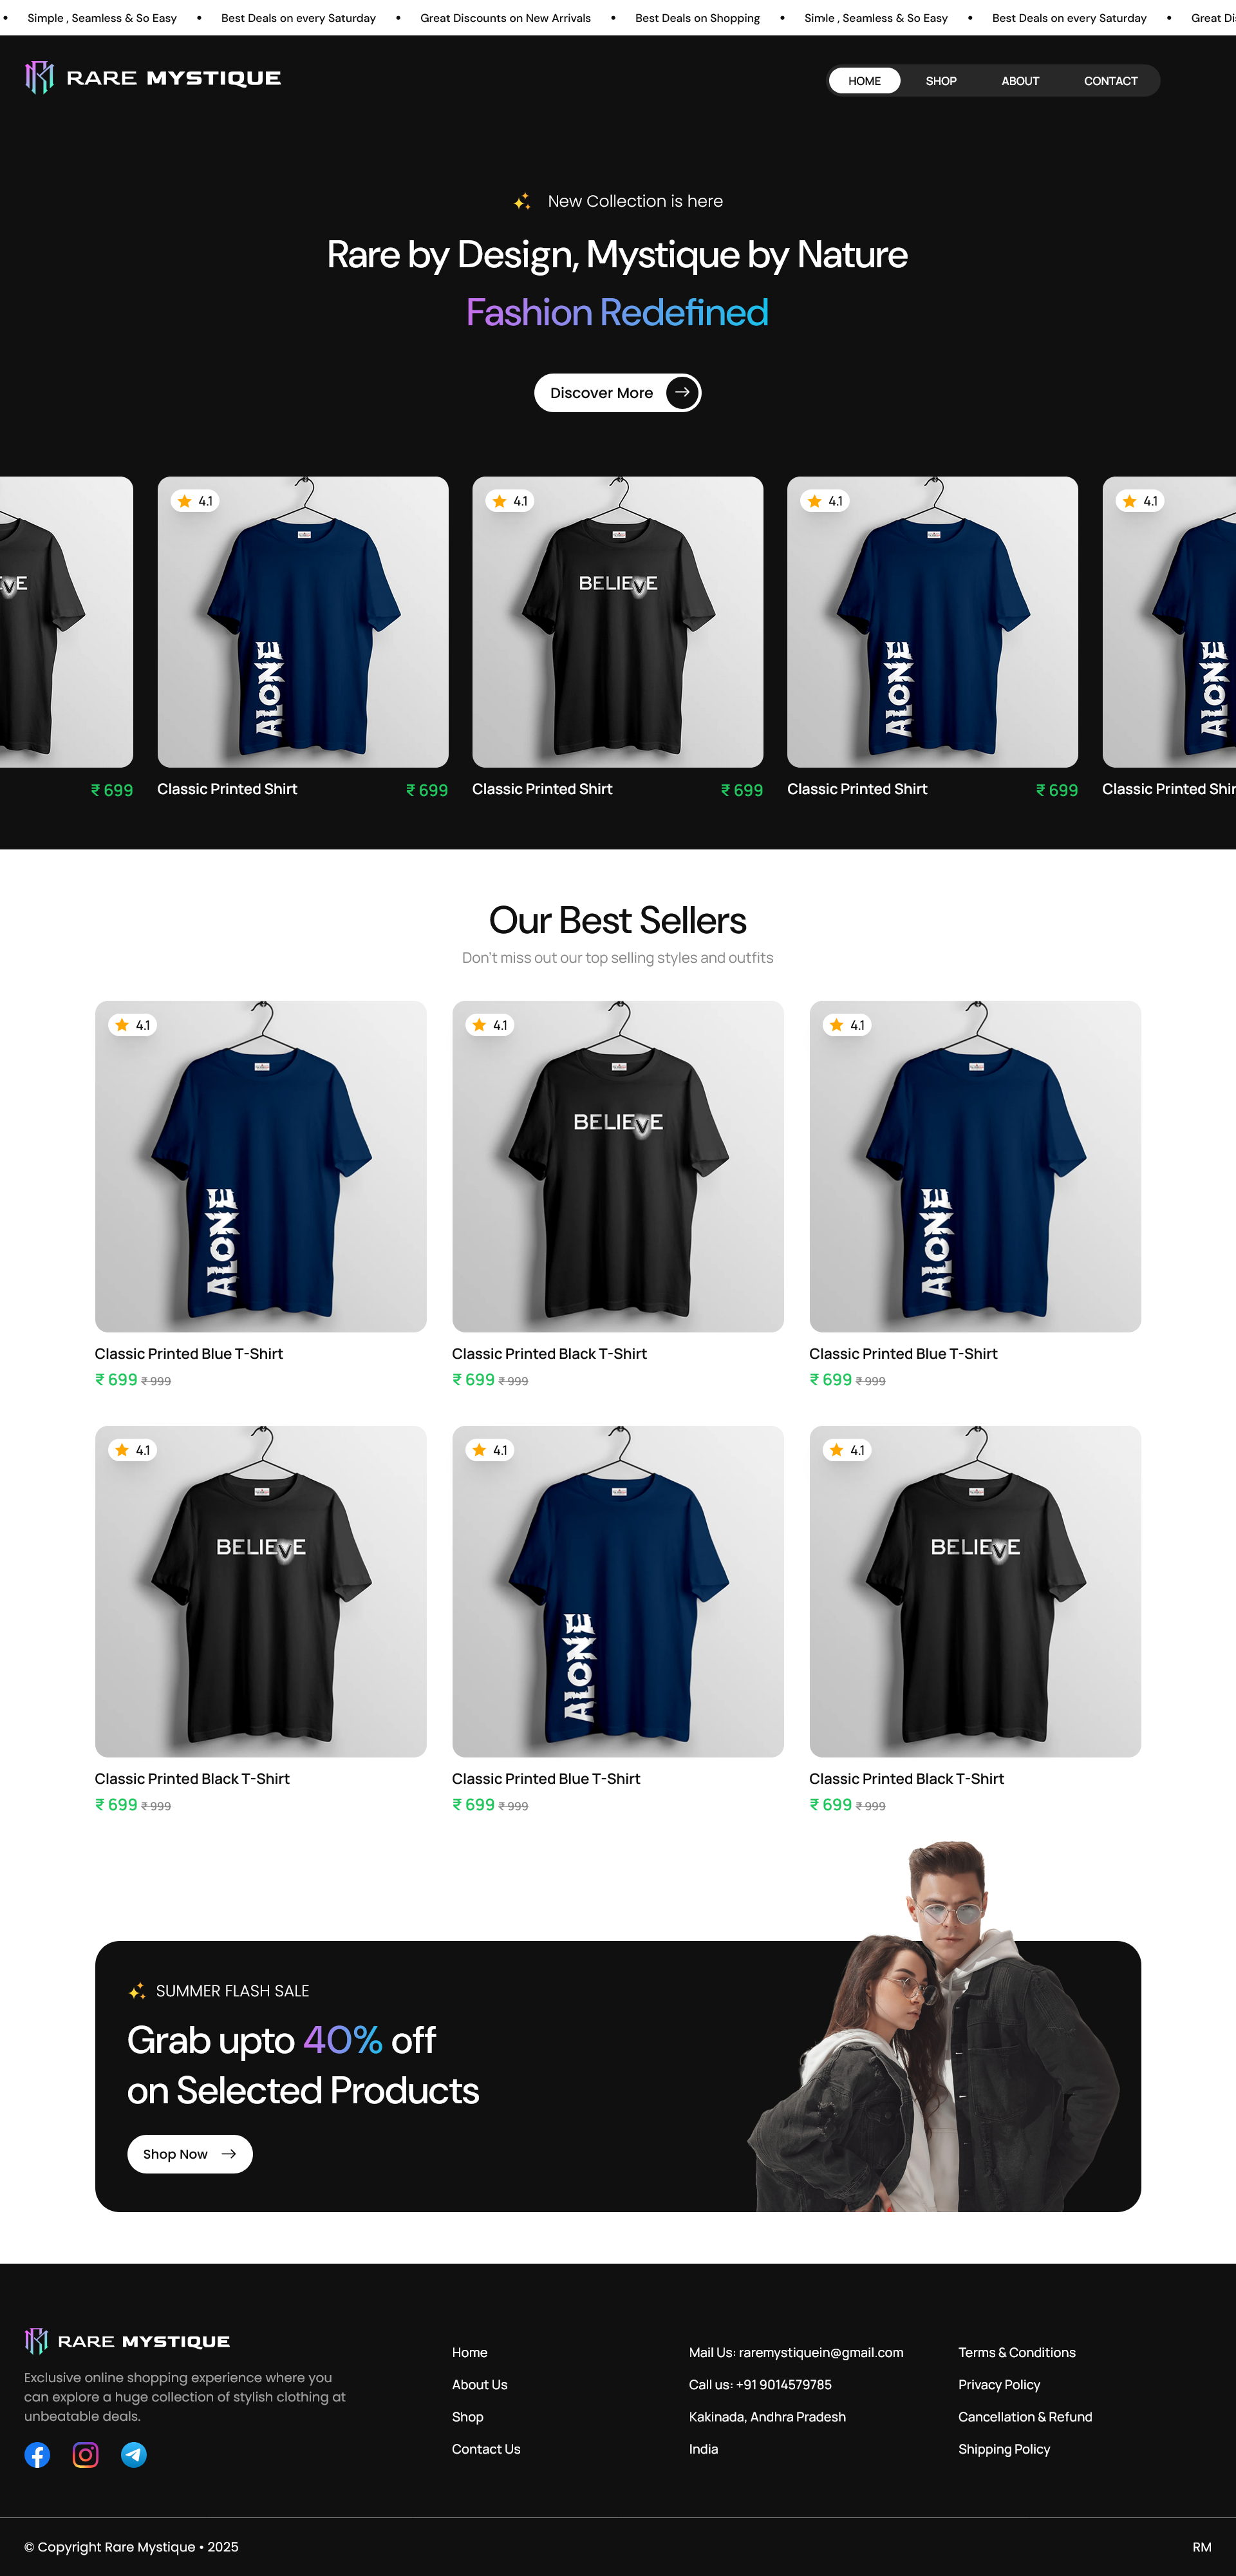 • Simple , Seamless & So Easy • Best Deals on every Saturday • Great Discounts on New Arrivals • Best Deals on Shopping • Simple , Seamless & So Easy • Best Deals on every Saturday • Great
RARE MYSTIQUE
HOME SHOP ABOUT CONTACT
New Collection is here
Rare by Design, Mystique by Nature
Fashion Redefined
Discover More
4.1 4.1 4.1 4.1
BELIEVE
ALONE ALONE ALONE
₹ 699 Classic Printed Shirt ₹ 699 Classic Printed Shirt ₹ 699 Classic Printed Shirt ₹ 699 Classic Printed
Our Best Sellers
Don't miss out our top selling styles and outfits
4.1 4.1 4.1
BELIEVE
ALONE ALONE
Classic Printed Blue T-Shirt Classic Printed Black T-Shirt Classic Printed Blue T-Shirt
₹ 699 ₹ 999 ₹ 699 ₹ 999 ₹ 699 ₹ 999
4.1 4.1 4.1
BELIEVE BELIEVE
ALONE
Classic Printed Black T-Shirt Classic Printed Blue T-Shirt Classic Printed Black T-Shirt
₹ 699 ₹ 999 ₹ 699 ₹ 999 ₹ 699 ₹ 999
SUMMER FLASH SALE
Grab upto 40% off
on Selected Products
Shop Now
RARE MYSTIQUE
Exclusive online shopping experience where you
can explore a huge collection of stylish clothing at
unbeatable deals.
Home
About Us
Shop
Contact Us
Mail Us: raremystiquein@gmail.com
Call us: +91 9014579785
Kakinada, Andhra Pradesh
India
Terms & Conditions
Privacy Policy
Cancellation & Refund
Shipping Policy
© Copyright Rare Mystique • 2025
RM